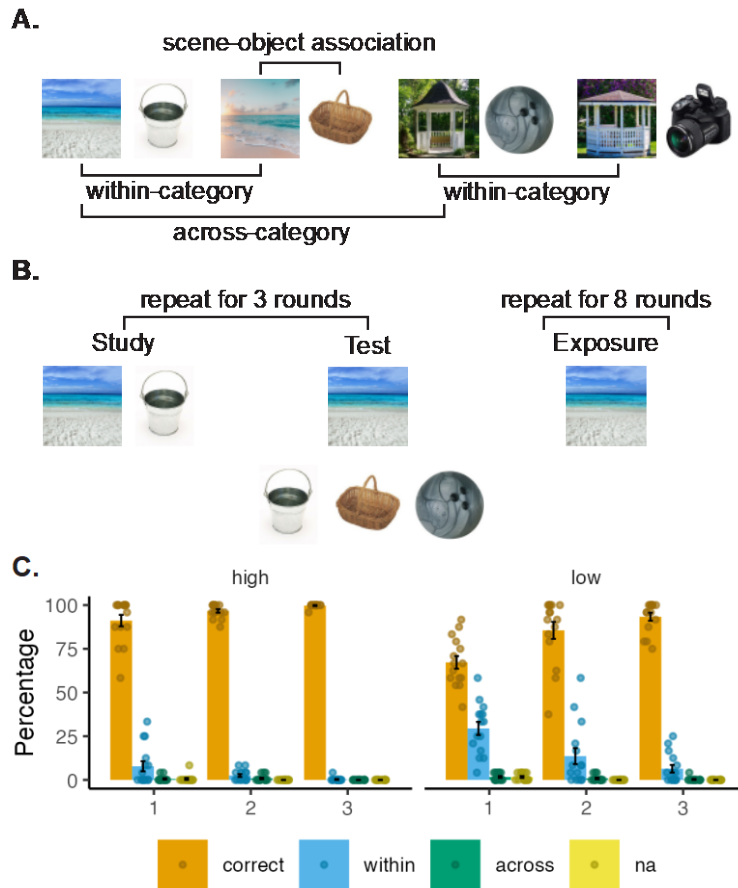 A.
scene-object association
within-category
within-category
across-category
B.
repeat for 3 rounds
repeat for 8 rounds
Study
Test
Exposure
C.
high
low
Percentage
100
75
50
25
0
1 2 3
1 2 3
correct within across na